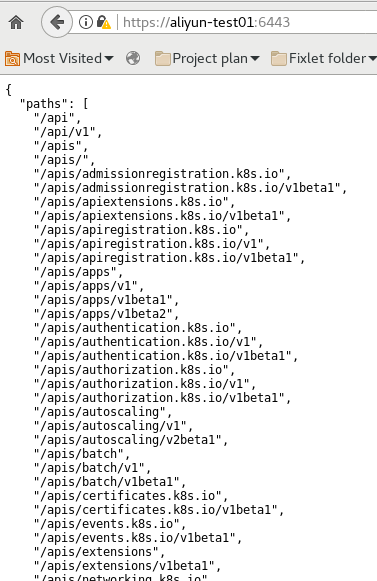 https://aliyun-test01:6443
Most Visited Project plan Fixlet folder
{
"paths": [
"/api",
"/api/v1",
"/apis",
"/apis/",
"/apis/admissionregistration.k8s.io",
"/apis/admissionregistration.k8s.io/v1beta1",
"/apis/apiextensions.k8s.io",
"/apis/apiextensions.k8s.io/v1beta1",
"/apis/apiregistration.k8s.io",
"/apis/apiregistration.k8s.io/v1",
"/apis/apiregistration.k8s.io/v1beta1",
"/apis/apps",
"/apis/apps/v1",
"/apis/apps/v1beta1",
"/apis/apps/v1beta2",
"/apis/authentication.k8s.io",
"/apis/authentication.k8s.io/v1",
"/apis/authentication.k8s.io/v1beta1",
"/apis/authorization.k8s.io",
"/apis/authorization.k8s.io/v1",
"/apis/authorization.k8s.io/v1beta1",
"/apis/autoscaling",
"/apis/autoscaling/v1",
"/apis/autoscaling/v2beta1",
"/apis/batch",
"/apis/batch/v1",
"/apis/batch/v1beta1",
"/apis/certificates.k8s.io",
"/apis/certificates.k8s.io/v1beta1",
"/apis/events.k8s.io",
"/apis/events.k8s.io/v1beta1",
"/apis/extensions",
"/apis/extensions/v1beta1",
"/apis/networking.k8s.io"